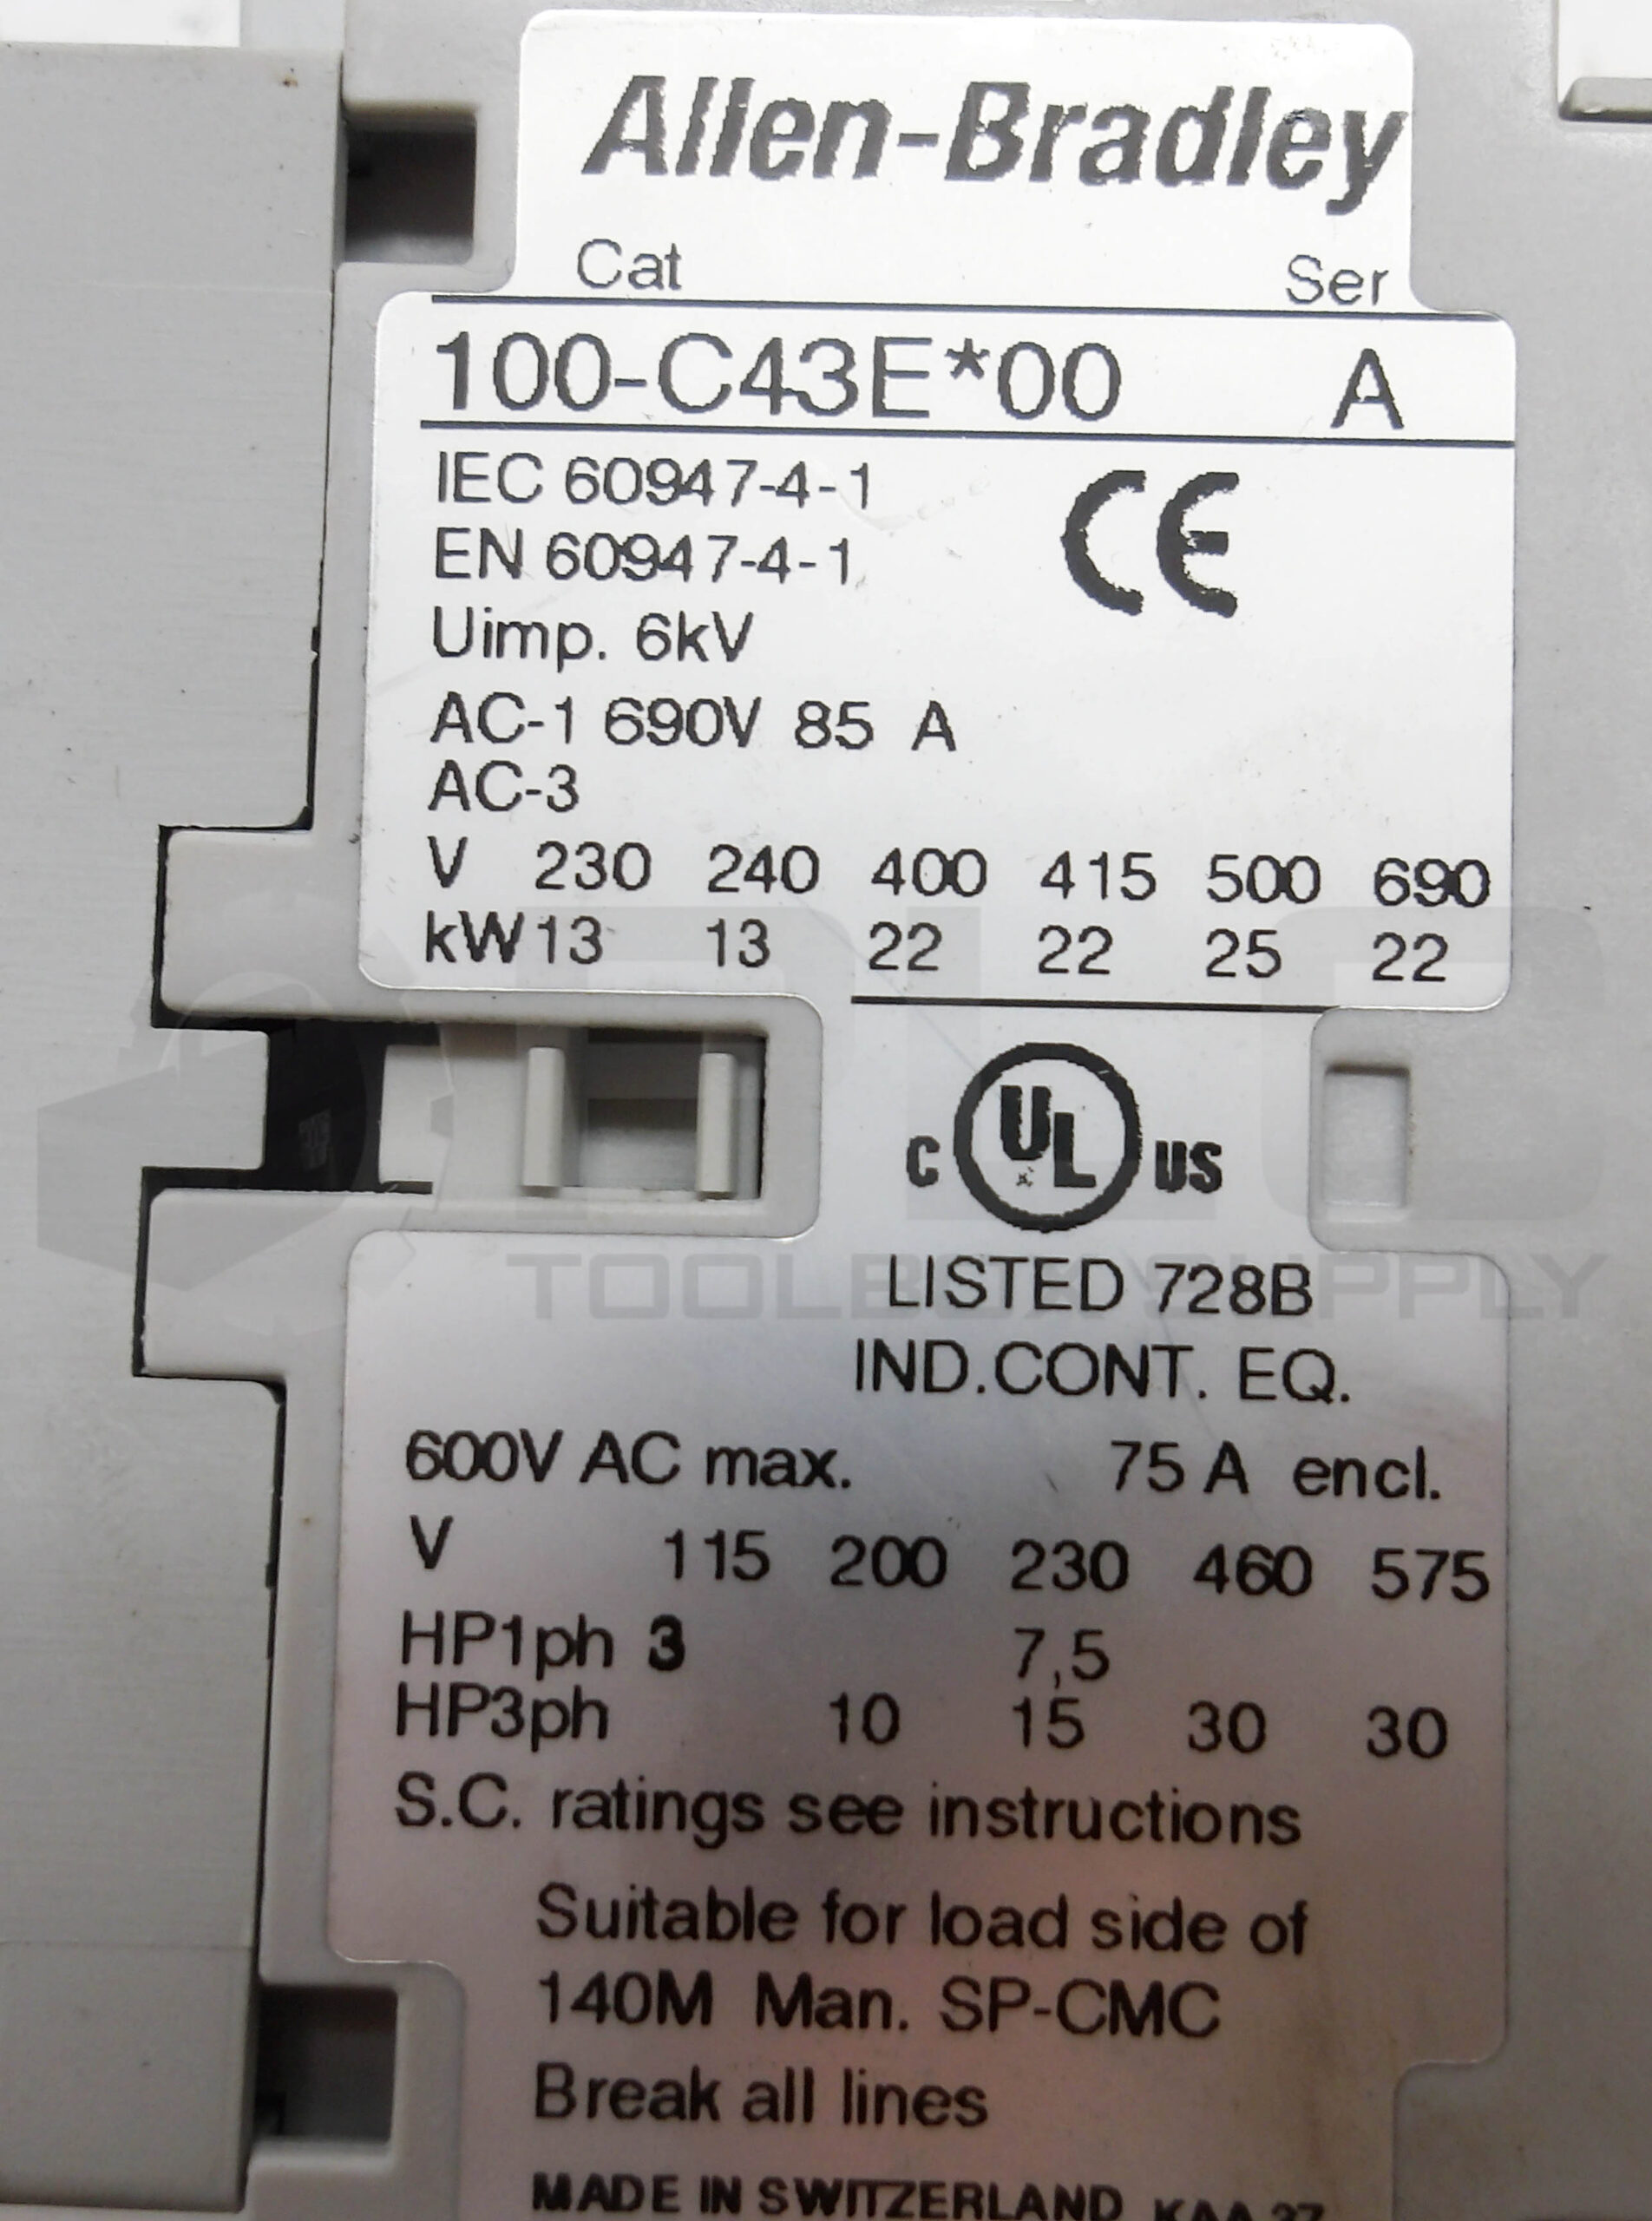 Allen-Bradley
Cat Ser
100-C43E*00 A
IEC 60947-4-1
EN 60947-4-1
CE
Uimp. 6kV
AC-1 690V 85 A
AC-3
V 230 240 400 415 500 690
kW 13 13 22 22 25 22
C UL US
LISTED 728B
TOOLBOX SUPPLY
IND.CONT. EQ.
600V AC max. 75 A encl.
V 115 200 230 460 575
HP1ph 3 7,5
HP3ph 10 15 30 30
S.C. ratings see instructions
Suitable for load side of
140M Man. SP-CMC
Break all lines
MADE IN SWITZERLAND